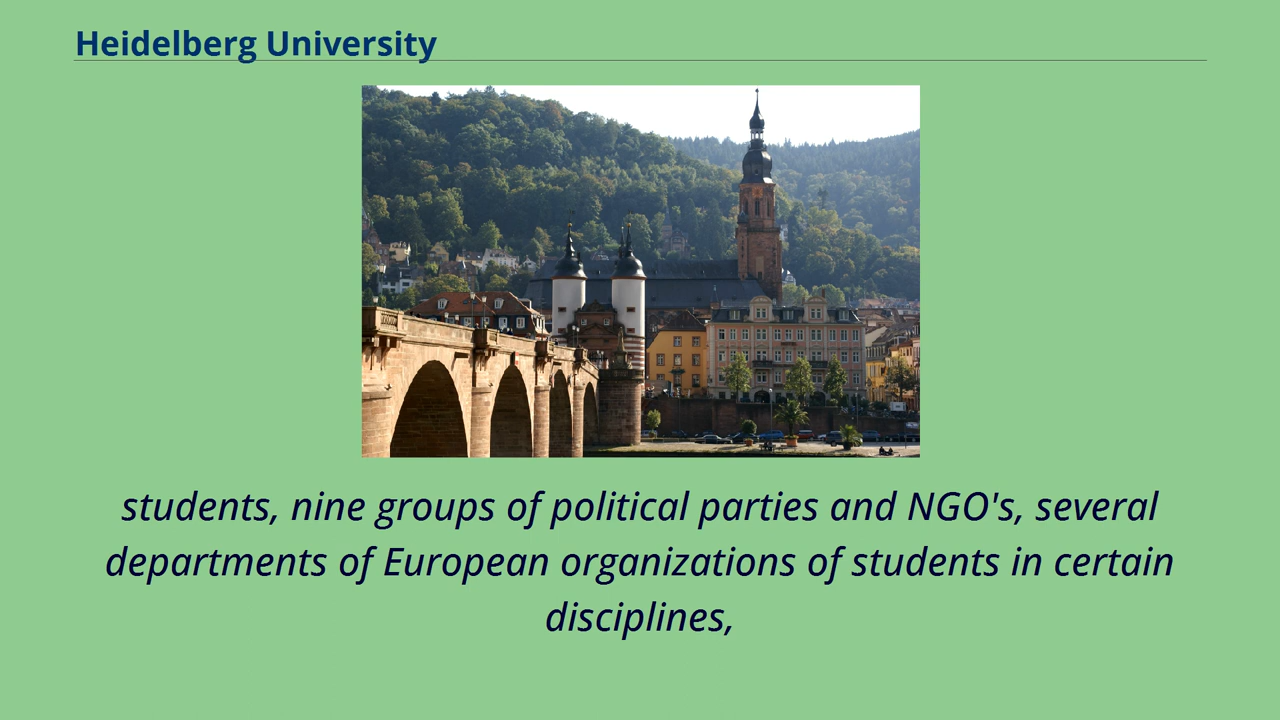 Heidelberg University
students, nine groups of political parties and NGO's, several
departments of European organizations of students in certain
disciplines,